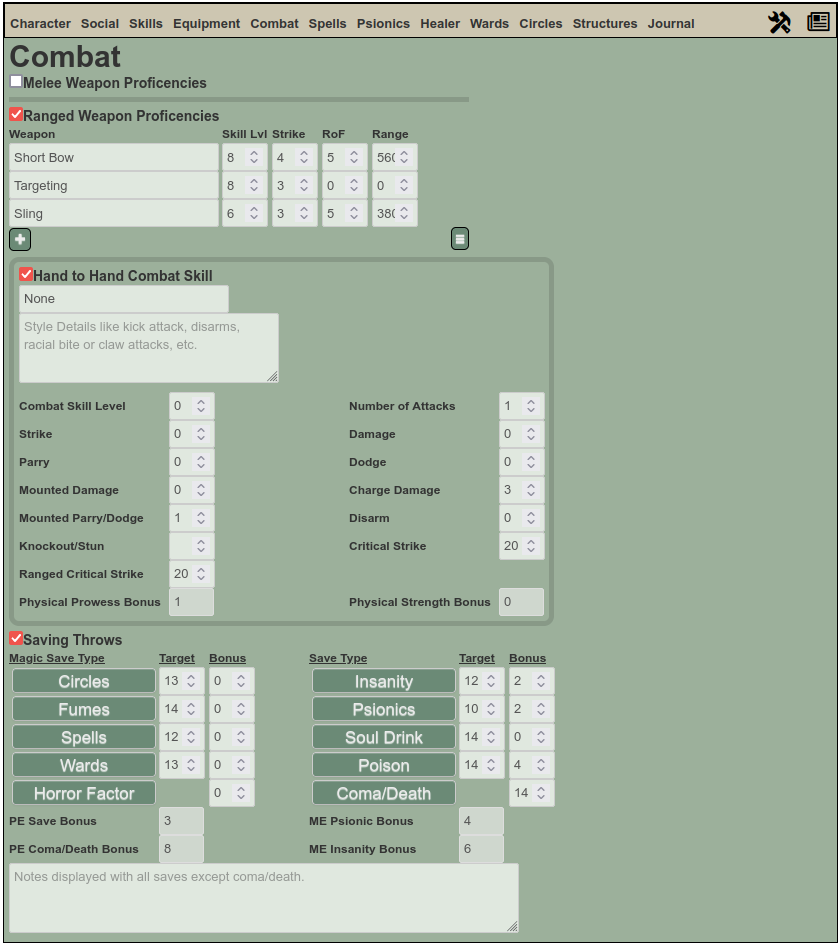 Character Social Skills Equipment Combat Spells Psionics Healer Wards Circles Structures Journal
Combat
Melee Weapon Proficencies
Ranged Weapon Proficencies
Weapon Skill Lvl Strike RoF Range
Short Bow 8 4 5 560
Targeting 8 3 0 0
Sling 6 3 5 380
Hand to Hand Combat Skill
None
Style Details like kick attack, disarms,
racial bite or claw attacks, etc.
Combat Skill Level 0 Number of Attacks 1
Strike 0 Damage 0
Parry 0 Dodge 0
Mounted Damage 0 Charge Damage 3
Mounted Parry/Dodge 1 Disarm 0
Knockout/Stun Critical Strike 20
Ranged Critical Strike 20
Physical Prowess Bonus 1 Physical Strength Bonus 0
Saving Throws
Magic Save Type Target Bonus Save Type Target Bonus
Circles 13 0 Insanity 12 2
Fumes 14 0 Psionics 10 2
Spells 12 0 Soul Drink 14 0
Wards 13 0 Poison 14 4
Horror Factor 0 Coma/Death 14
PE Save Bonus 3 ME Psionic Bonus 4
PE Coma/Death Bonus 8 ME Insanity Bonus 6
Notes displayed with all saves except coma/death.